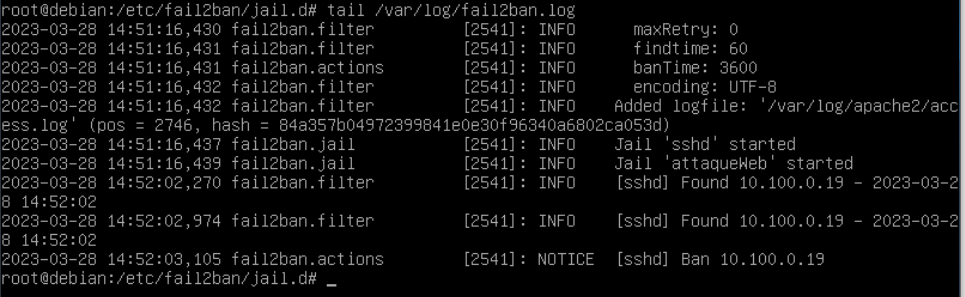 root@debian:/etc/fail2ban/jail.d# tail /var/log/fail2ban.log
2023-03-28 14:51:16,430 fail2ban.filter         [2541]: INFO      maxRetry: 0
2023-03-28 14:51:16,431 fail2ban.filter         [2541]: INFO      findtime: 60
2023-03-28 14:51:16,431 fail2ban.actions        [2541]: INFO      banTime: 3600
2023-03-28 14:51:16,432 fail2ban.filter         [2541]: INFO      encoding: UTF-8
2023-03-28 14:51:16,432 fail2ban.filter         [2541]: INFO    Added logfile: '/var/log/apache2/acc
ess.log' (pos = 2746, hash = 84a357b04972399841e0e30f96340a6802ca053d)
2023-03-28 14:51:16,437 fail2ban.jail           [2541]: INFO    Jail 'sshd' started
2023-03-28 14:51:16,439 fail2ban.jail           [2541]: INFO    Jail 'attaqueWeb' started
2023-03-28 14:52:02,270 fail2ban.filter         [2541]: INFO    [sshd] Found 10.100.0.19 - 2023-03-2
8 14:52:02
2023-03-28 14:52:02,974 fail2ban.filter         [2541]: INFO    [sshd] Found 10.100.0.19 - 2023-03-2
8 14:52:02
2023-03-28 14:52:03,105 fail2ban.actions        [2541]: NOTICE  [sshd] Ban 10.100.0.19
root@debian:/etc/fail2ban/jail.d# _